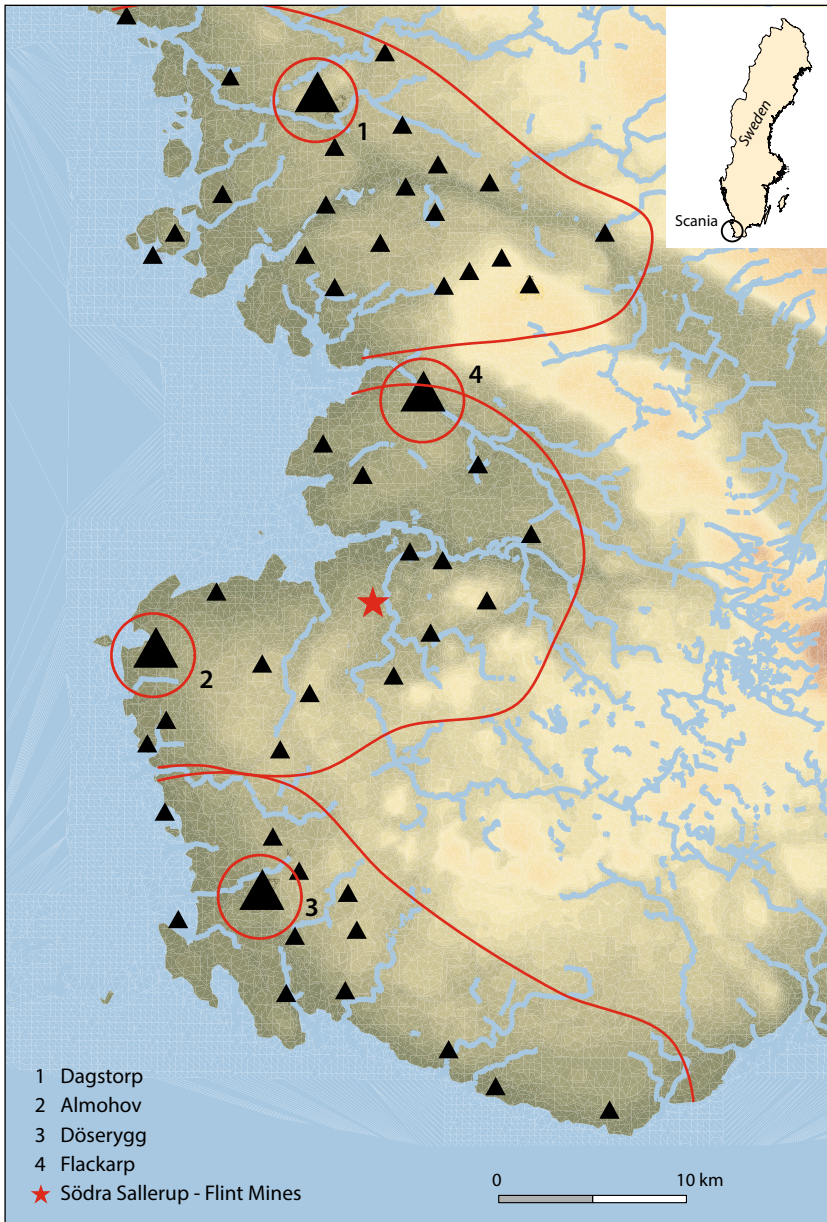 Sweden
Scania
1
4
2
3
1 Dagstorp
2 Almohov
3 Döserygg
4 Flackarp
Södra Sallerup - Flint Mines
0 10 km